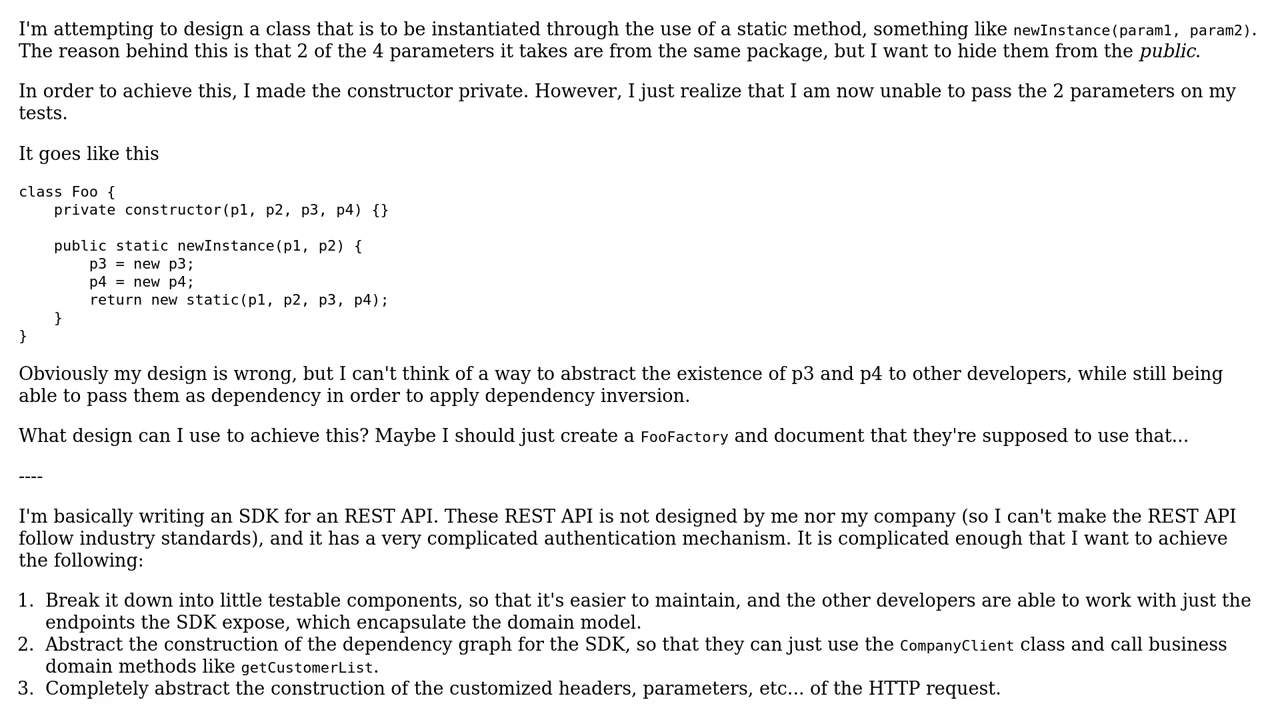 I'm attempting to design a class that is to be instantiated through the use of a static method, something like newInstance(param1, param2).
The reason behind this is that 2 of the 4 parameters it takes are from the same package, but I want to hide them from the public.
In order to achieve this, I made the constructor private. However, I just realize that I am now unable to pass the 2 parameters on my
tests.
It goes like this
class Foo {
    private constructor(p1, p2, p3, p4) {}
    public static newInstance(p1, p2) {
        p3 = new p3;
        p4 = new p4;
        return new static(p1, p2, p3, p4);
    }
}
Obviously my design is wrong, but I can't think of a way to abstract the existence of p3 and p4 to other developers, while still being
able to pass them as dependency in order to apply dependency inversion.
What design can I use to achieve this? Maybe I should just create a FooFactory and document that they're supposed to use that...
----
I'm basically writing an SDK for an REST API. These REST API is not designed by me nor my company (so I can't make the REST API
follow industry standards), and it has a very complicated authentication mechanism. It is complicated enough that I want to achieve
the following:
1. Break it down into little testable components, so that it's easier to maintain, and the other developers are able to work with just the
endpoints the SDK expose, which encapsulate the domain model.
2. Abstract the construction of the dependency graph for the SDK, so that they can just use the CompanyClient class and call business
domain methods like getCustomerList.
3. Completely abstract the construction of the customized headers, parameters, etc... of the HTTP request.